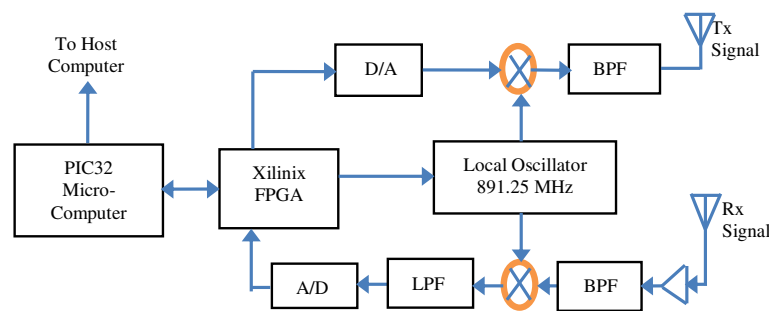 To Host
Computer
D/A
BPF
Tx
Signal
PIC32
Micro-
Computer
Xilinix
FPGA
Local Oscillator
891.25 MHz
Rx
Signal
A/D
LPF
BPF